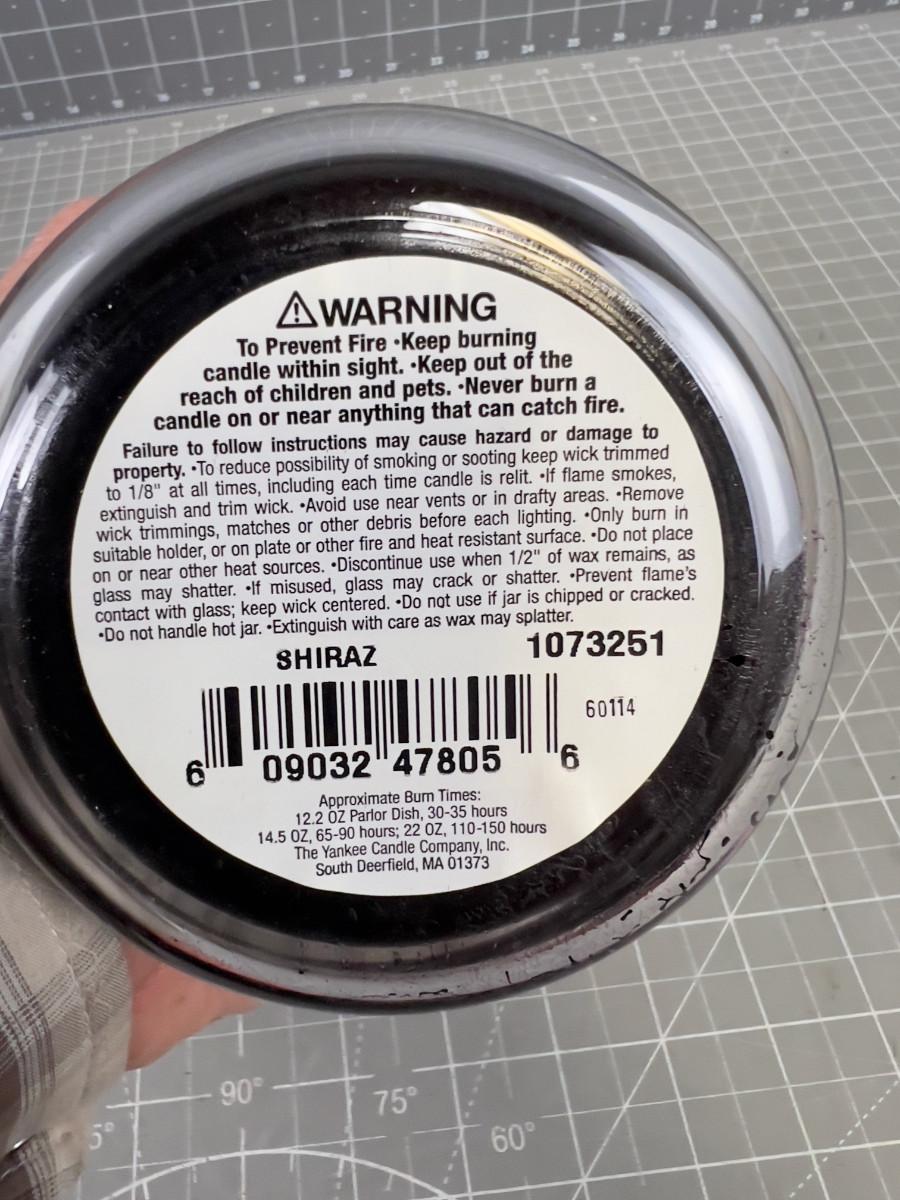 ⚠WARNING
To Prevent Fire •Keep burning
candle within sight. •Keep out of the
reach of children and pets. •Never burn a
candle on or near anything that can catch fire.
Failure to follow instructions may cause hazard or damage to
property. •To reduce possibility of smoking or sooting keep wick trimmed
to 1/8" at all times, including each time candle is relit. •If flame smokes,
extinguish and trim wick. •Avoid use near vents or in drafty areas. •Remove
wick trimmings, matches or other debris before each lighting. •Only burn in
suitable holder, or on plate or other fire and heat resistant surface. •Do not place
on or near other heat sources. •Discontinue use when 1/2" of wax remains, as
glass may shatter. •If misused, glass may crack or shatter. •Prevent flame's
contact with glass; keep wick centered. •Do not use if jar is chipped or cracked.
•Do not handle hot jar. •Extinguish with care as wax may splatter.
SHIRAZ 1073251
60114
6 09032 47805 6
Approximate Burn Times:
12.2 OZ Parlor Dish, 30-35 hours
14.5 OZ, 65-90 hours; 22 OZ, 110-150 hours
The Yankee Candle Company, Inc.
South Deerfield, MA 01373
90° 75° 60°